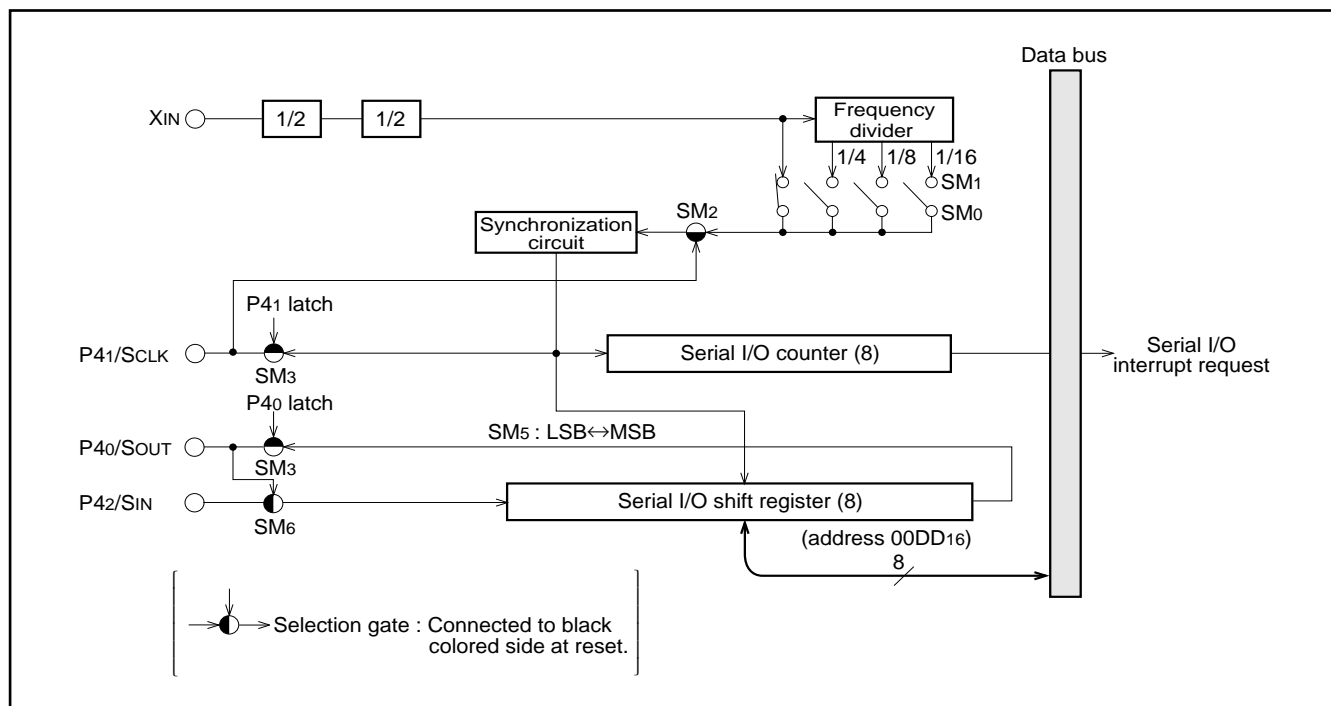 Data bus
XIN
1/2
1/2
Frequency
divider
1/4
1/8
1/16
SM1
SM0
SM2
Synchronization
circuit
P41 latch
P41/SCLK
SM3
Serial I/O counter (8)
Serial I/O
interrupt request
P40 latch
P40/SOUT
SM3
SM5 : LSB↔MSB
P42/SIN
SM6
Serial I/O shift register (8)
(address 00DD16)
8
Selection gate : Connected to black
colored side at reset.